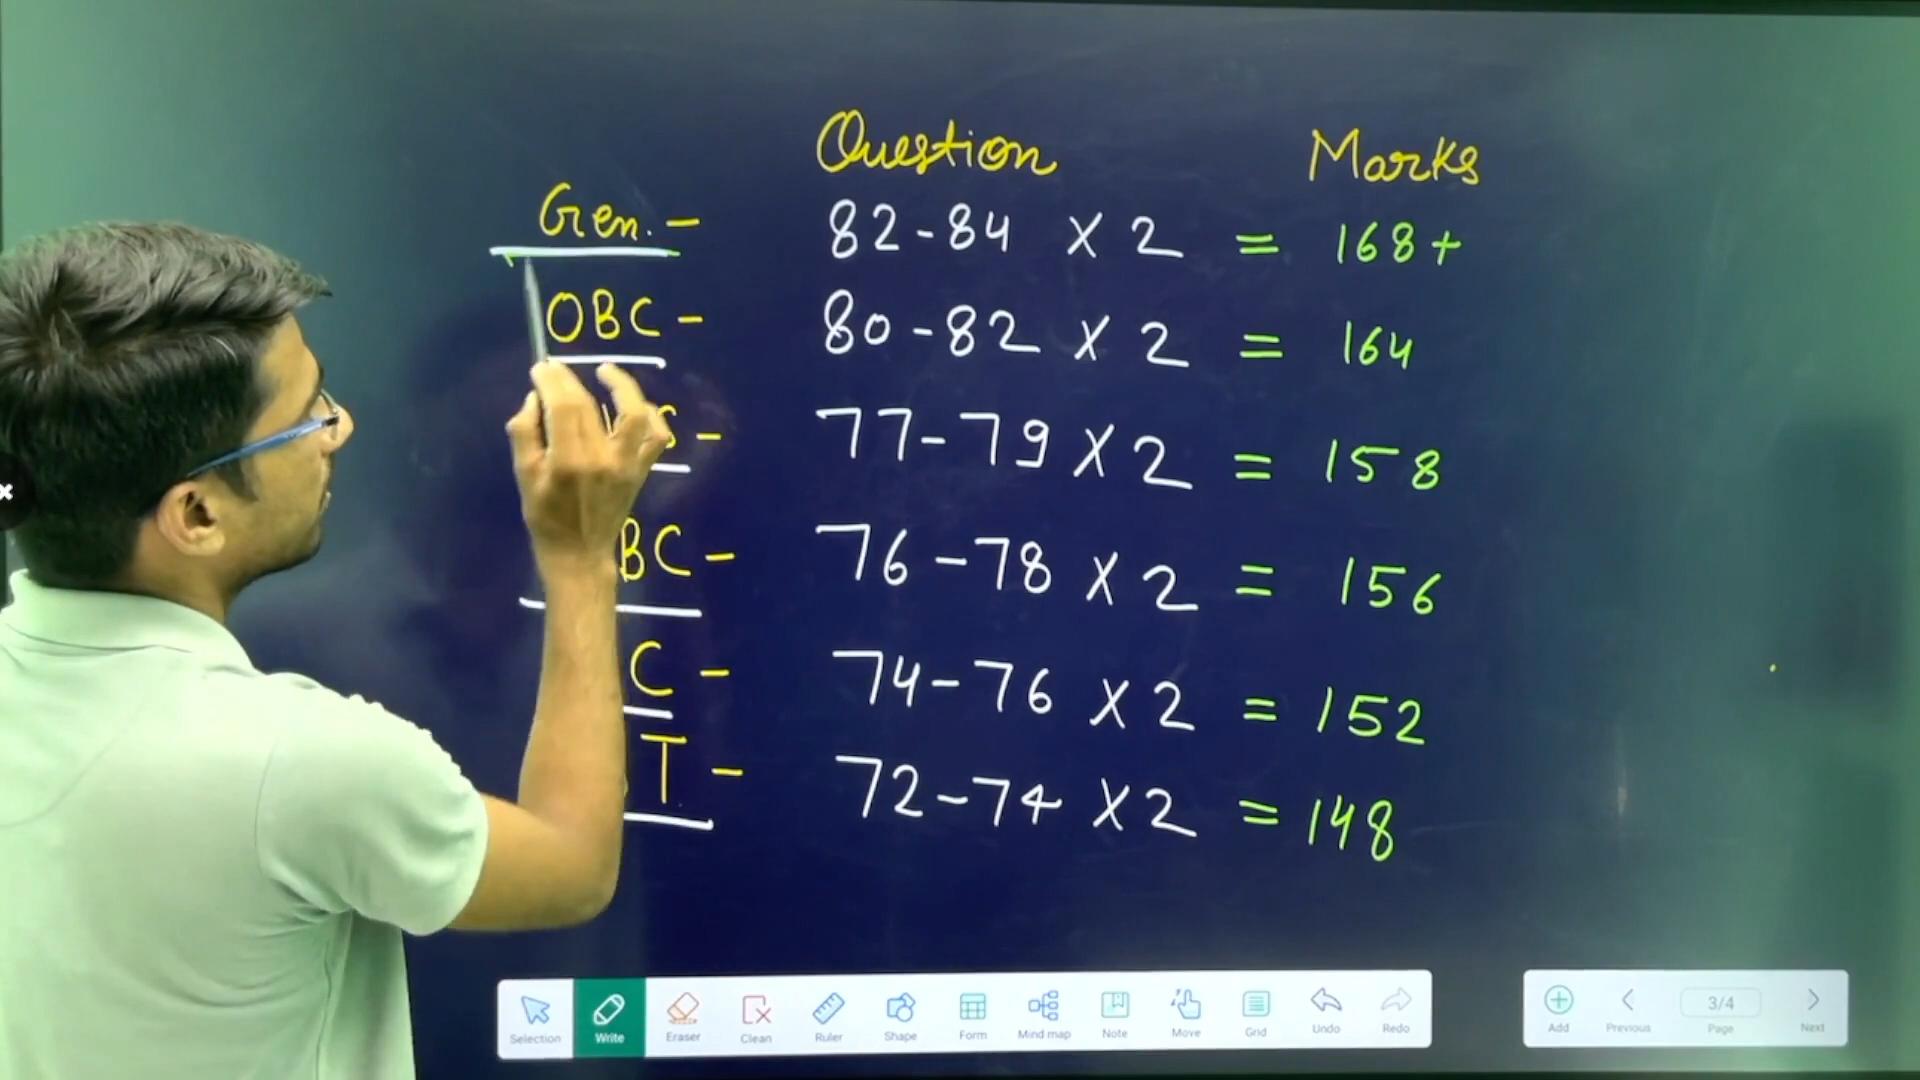 Question Marks
Gen. - 82-84 X 2 = 168+
OBC - 80-82 X 2 = 164
S - 77-79 X 2 = 158
BC - 76-78 X 2 = 156
C - 74-76 X 2 = 152
T - 72-74 X 2 = 148
Selection Write Eraser Clean Ruler Shape Form Mind map Note Move Grid Undo Redo
Add Previous 3/4 Page Next